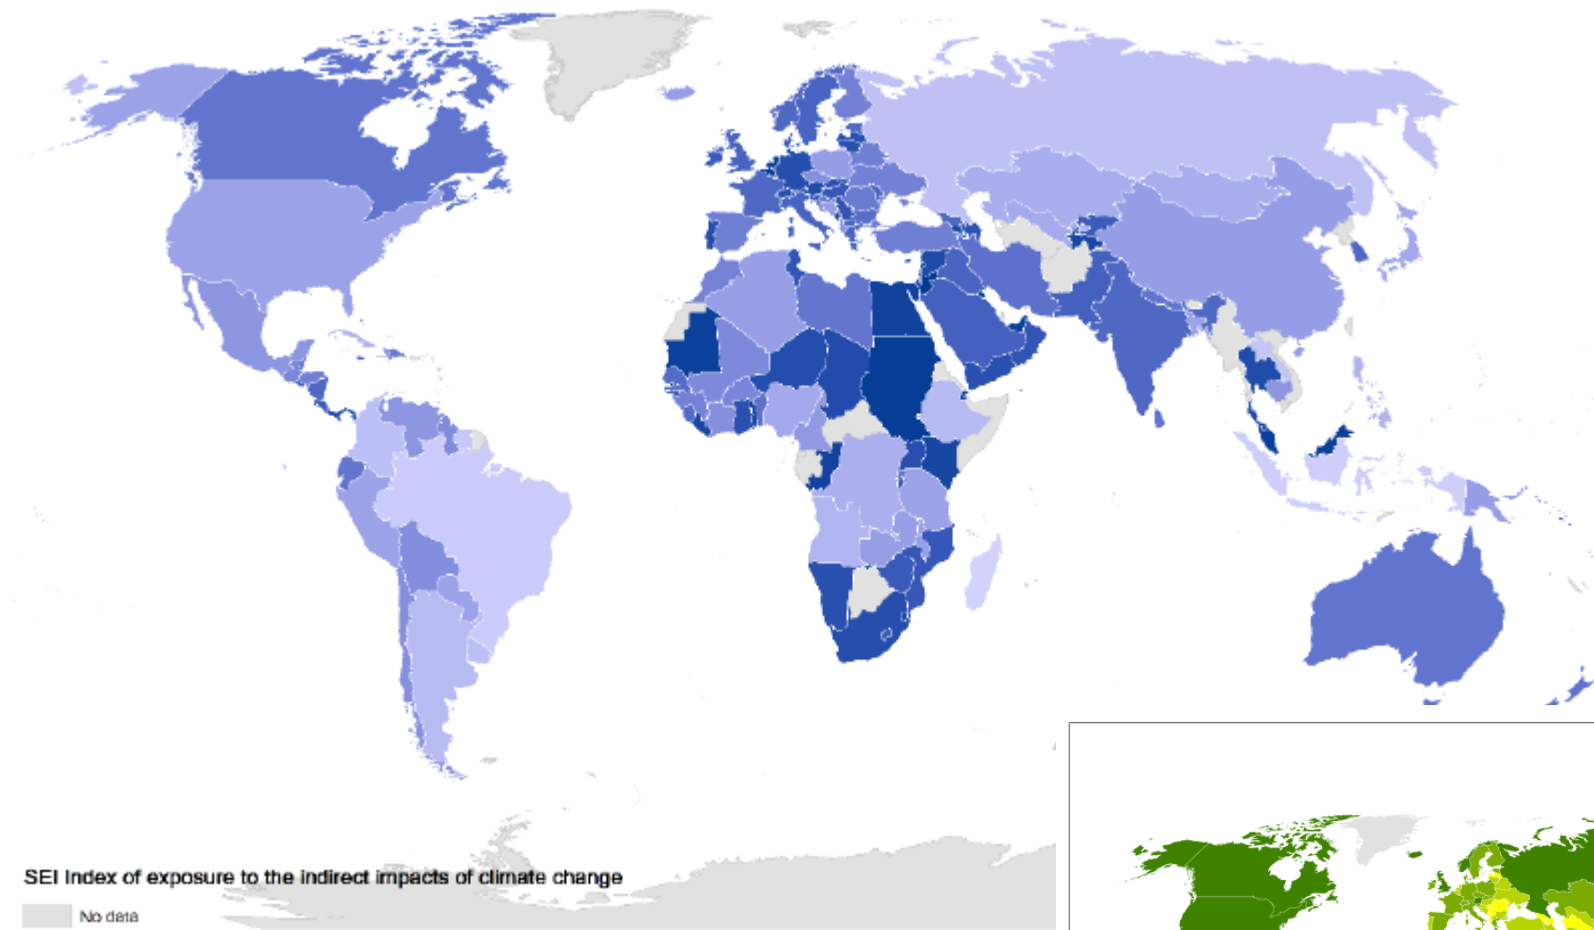 SEI Index of exposure to the indirect impacts of climate change
No data